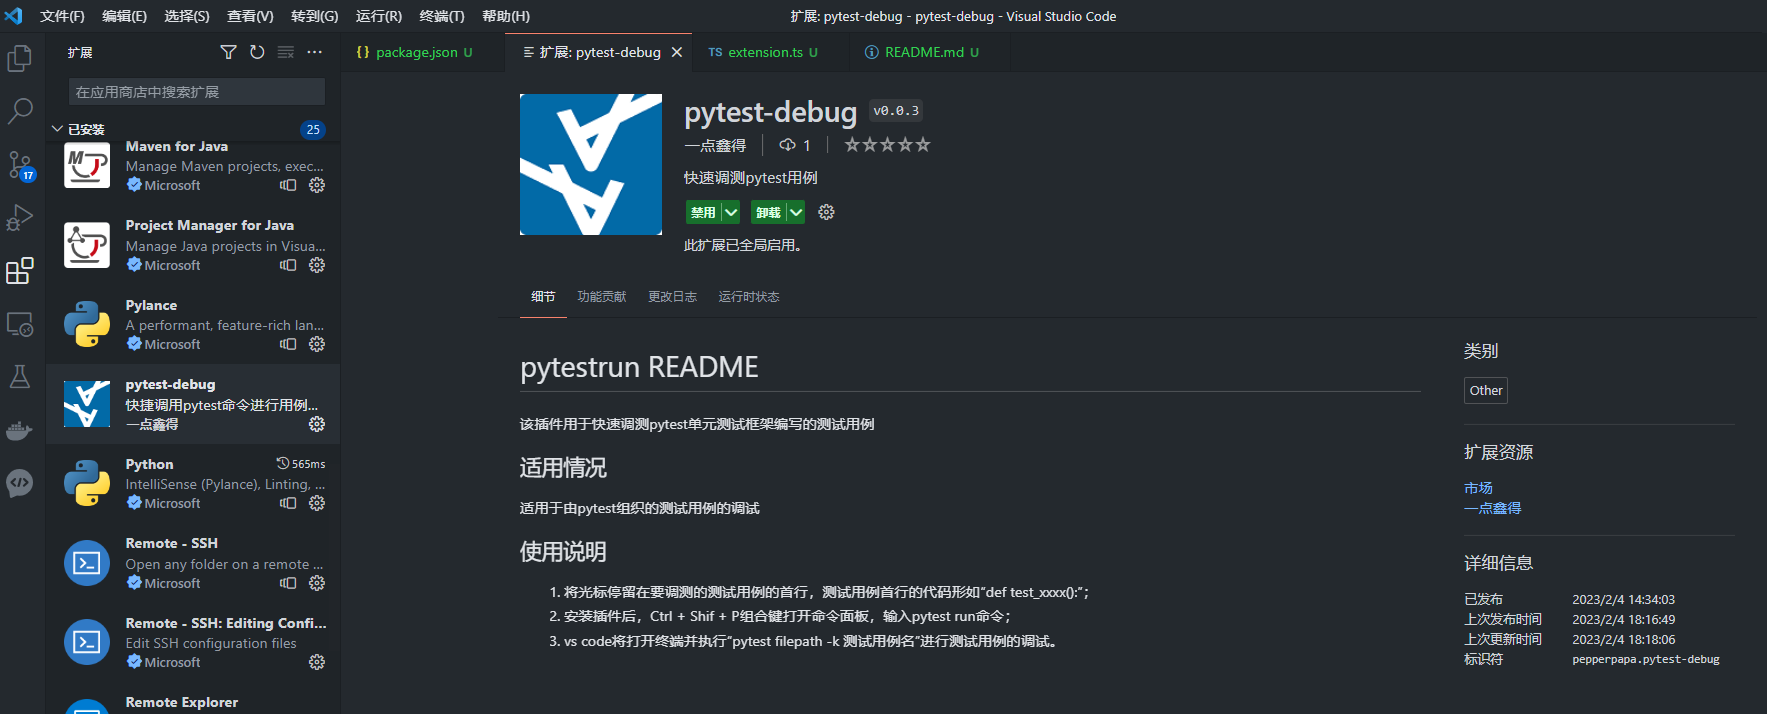 文件(F) 编辑(E) 选择(S) 查看(V) 转到(G) 运行(R) 终端(T) 帮助(H) 扩展: pytest-debug - pytest-debug - Visual Studio Code
扩展
在应用商店中搜索扩展
已安装 25
17
Maven for Java
Manage Maven projects, exec...
Microsoft
Project Manager for Java
Manage Java projects in Visua...
Microsoft
Pylance
A performant, feature-rich lan...
Microsoft
pytest-debug
快捷调用pytest命令进行用例...
一点鑫得
Python 565ms
IntelliSense (Pylance), Linting, ...
Microsoft
Remote - SSH
Open any folder on a remote ...
Microsoft
Remote - SSH: Editing Confi...
Edit SSH configuration files
Microsoft
Remote Explorer
{} package.json U 扩展: pytest-debug TS extension.ts U README.md U
pytest-debug v0.0.3
一点鑫得 1
快速调测pytest用例
禁用 卸载
此扩展已全局启用。
细节 功能贡献 更改日志 运行时状态
pytestrun README
该插件用于快速调测pytest单元测试框架编写的测试用例
适用情况
适用于由pytest组织的测试用例的调试
使用说明
1. 将光标停留在要调测的测试用例的首行，测试用例首行的代码形如“def test_xxxx():”；
2. 安装插件后，Ctrl + Shif + P组合键打开命令面板，输入pytest run命令；
3. vs code将打开终端并执行“pytest filepath -k 测试用例名”进行测试用例的调试。
类别
Other
扩展资源
市场
一点鑫得
详细信息
已发布 2023/2/4 14:34:03
上次发布时间 2023/2/4 18:16:49
上次更新时间 2023/2/4 18:18:06
标识符 pepperpapa.pytest-debug